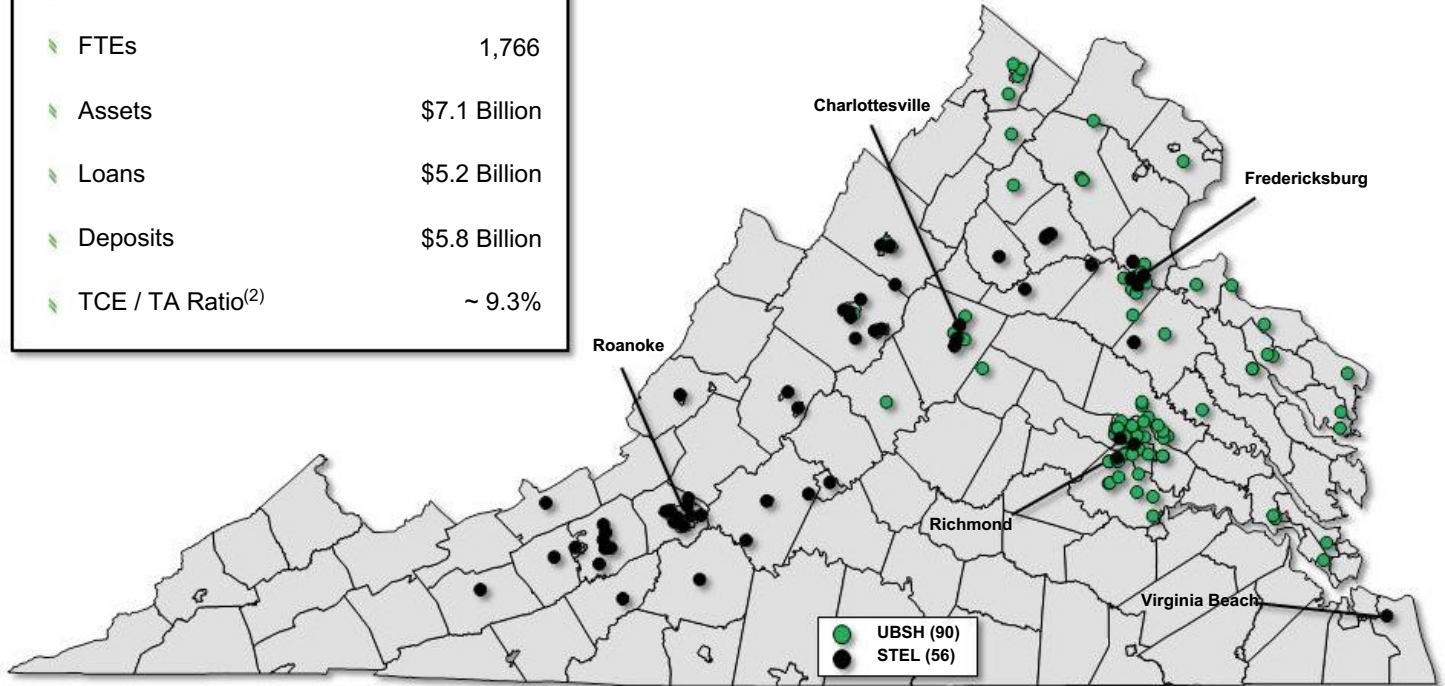 FTEs 1,766
Assets $7.1 Billion
Loans $5.2 Billion
Deposits $5.8 Billion
TCE / TA Ratio(2) ~ 9.3%
Charlottesville
Fredericksburg
Roanoke
Richmond
Virginia Beach
UBSH (90)
STEL (56)